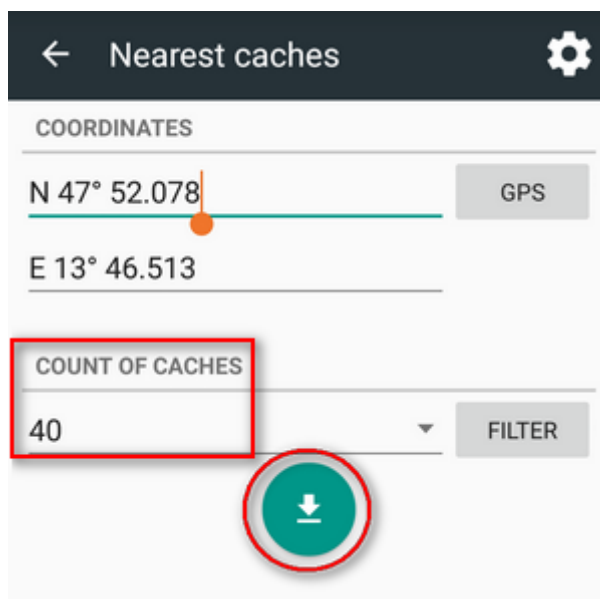 Nearest caches
COORDINATES
N 47° 52.078
GPS
E 13° 46.513
COUNT OF CACHES
40
FILTER